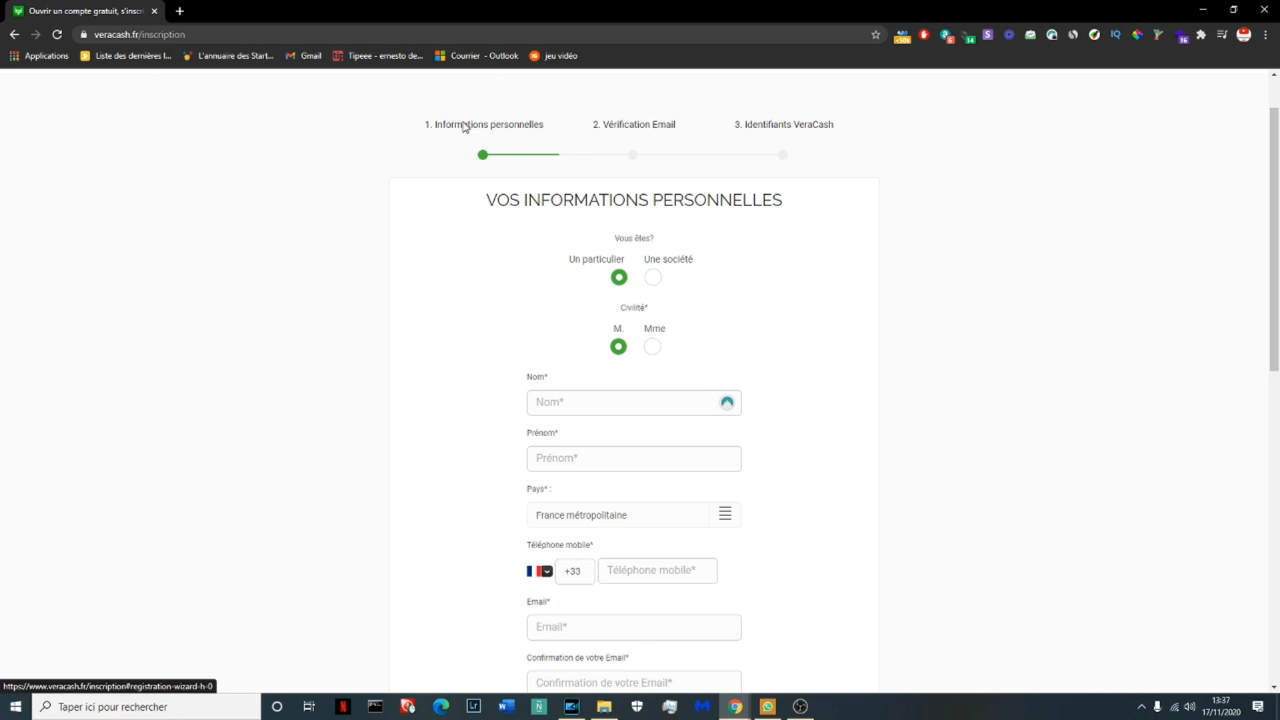 Ouvrir un compte gratuit, s'inscri
veracash.fr/inscription
Applications
Liste des dernières l...
L'annuaire des Start...
Gmail
Tipeee - ernesto de...
Courrier - Outlook
jeu vidéo
1. Informations personnelles
2. Vérification Email
3. Identifiants VeraCash
VOS INFORMATIONS PERSONNELLES
Vous êtes?
Un particulier
Une société
Civilité*
M.
Mme
Nom*
Nom*
Prénom*
Prénom*
Pays* :
France métropolitaine
Téléphone mobile*
+33
Téléphone mobile*
Email*
Email*
Confirmation de votre Email*
Confirmation de votre Email*
https://www.veracash.fr/inscription#registration-wizard-h-0
Taper ici pour rechercher
13:37
17/11/2020